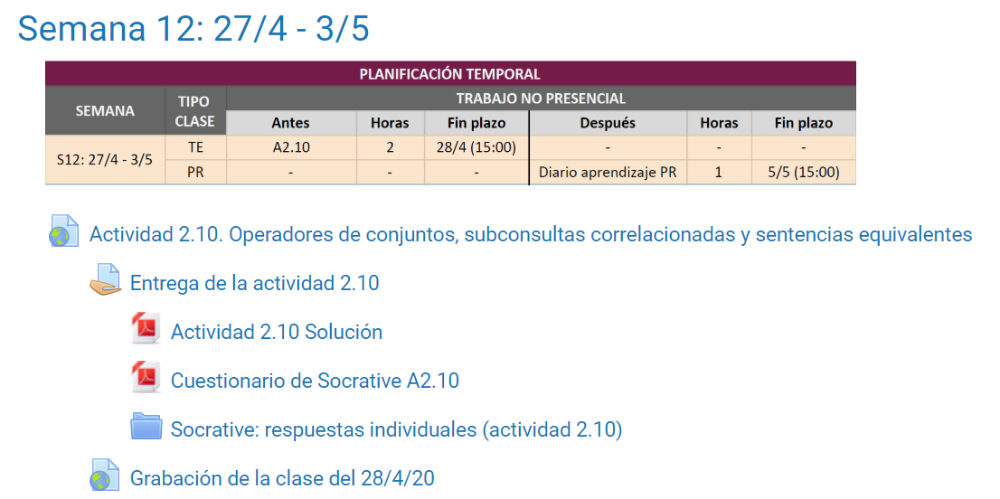 Semana 12: 27/4 - 3/5
PLANIFICACIÓN TEMPORAL
SEMANA TIPO CLASE TRABAJO NO PRESENCIAL
Antes Horas Fin plazo Después Horas Fin plazo
S12: 27/4 - 3/5 TE A2.10 2 28/4 (15:00) - - -
PR - - - Diario aprendizaje PR 1 5/5 (15:00)
Actividad 2.10. Operadores de conjuntos, subconsultas correlacionadas y sentencias equivalentes
Entrega de la actividad 2.10
Actividad 2.10 Solución
Cuestionario de Socrative A2.10
Socrative: respuestas individuales (actividad 2.10)
Grabación de la clase del 28/4/20